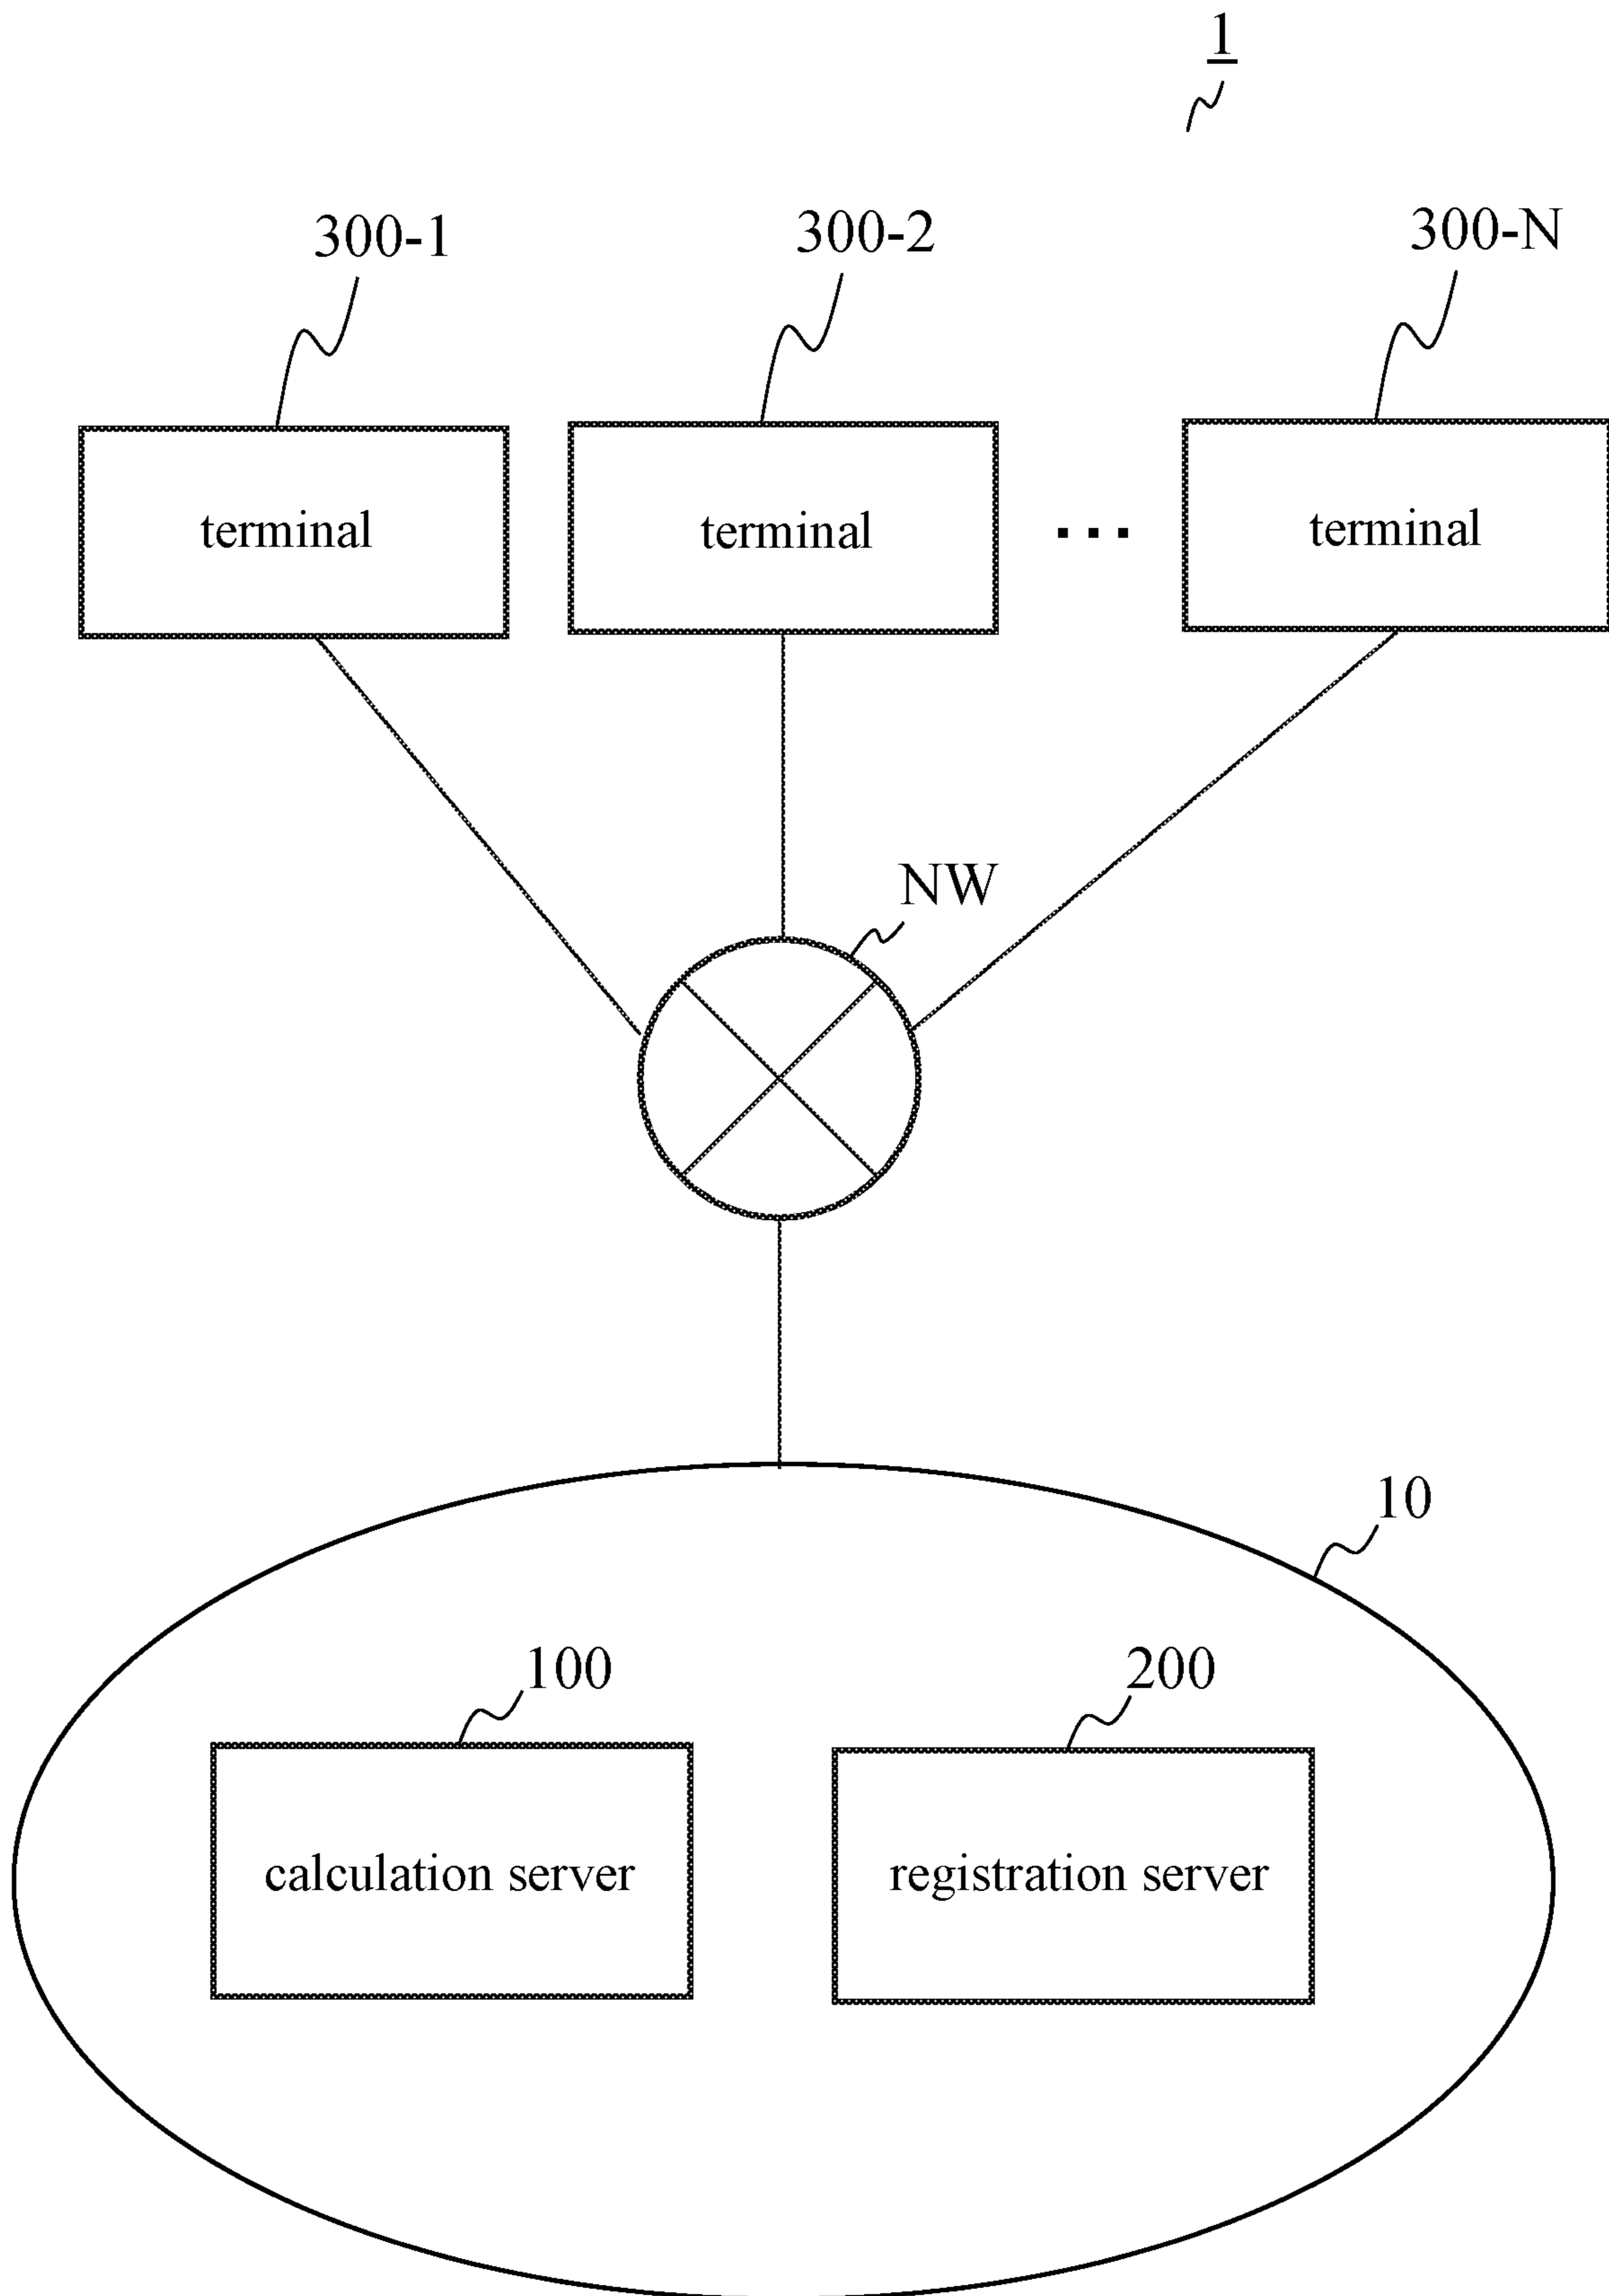 1
300-1
300-2
300-N
terminal
terminal
...
terminal
NW
10
100
200
calculation server
registration server